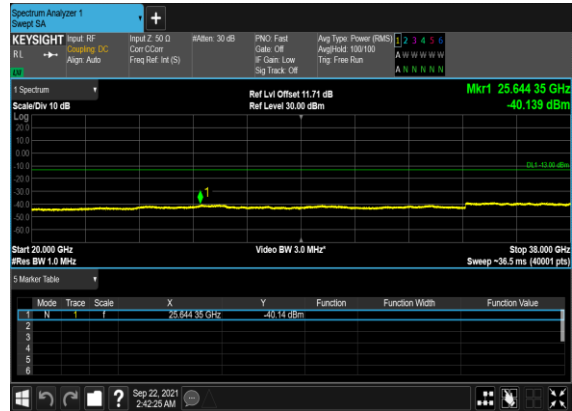 Spectrum Analyzer 1
Swept SA
KEYSIGHT Input: RF Input Z: 50 Ω #Atten: 30 dB PNO: Fast Avg Type: Power (RMS) 1 2 3 4 5 6
RL Coupling: DC Corr CCorr Gate: Off Avg|Hold: 100/100 A W W W W W
Align: Auto Freq Ref: Int (S) IF Gain: Low Trig: Free Run
Sig Track: Off A N N N N N
1 Spectrum Ref Lvl Offset 11.71 dB Mkr1 25.644 35 GHz
Scale/Div 10 dB Ref Level 30.00 dBm -40.139 dBm
Log
20.0
10.0
0.00
-10.0 DL1 -13.00 dBm
-20.0
-30.0
1
-40.0
-50.0
-60.0
Start 20.000 GHz Video BW 3.0 MHz* Stop 38.000 GHz
#Res BW 1.0 MHz Sweep ~36.5 ms (40001 pts)
5 Marker Table
Mode Trace Scale X Y Function Function Width Function Value
1 N 1 f 25.644 35 GHz -40.14 dBm
2
3
4
5
6
? Sep 22, 2021
2:42:25 AM